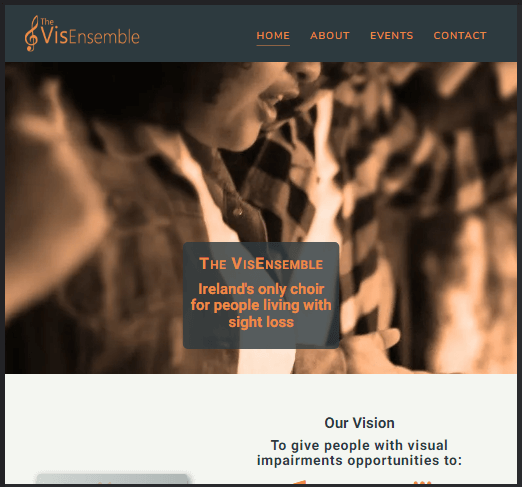 The
VisEnsemble
HOME ABOUT EVENTS CONTACT
The VisEnsemble
Ireland's only choir
for people living with
sight loss
Our Vision
To give people with visual
impairments opportunities to: